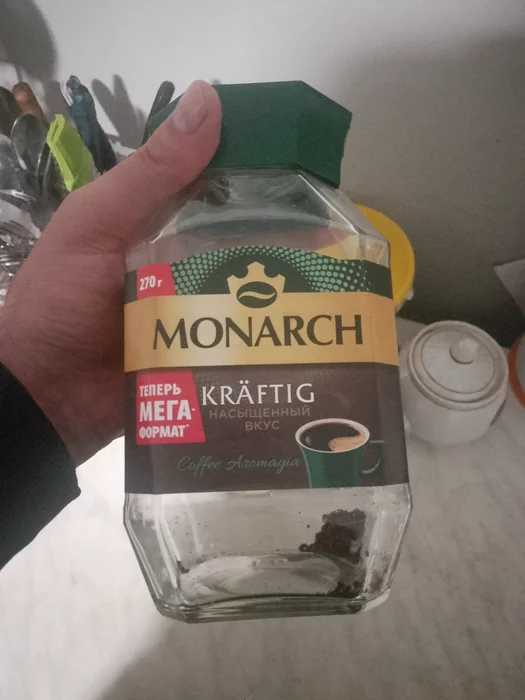 270 г
MONARCH
ТЕПЕРЬ
МЕГА-
ФОРМАТ*
KRÄFTIG
НАСЫЩЕННЫЙ
ВКУС
Coffee Aromagia